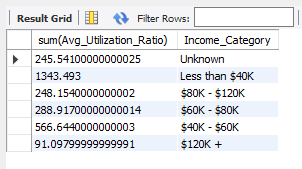 Result Grid Filter Rows:
sum(Avg_Utilization_Ratio) Income_Category
245.54100000000025 Unknown
1343.493 Less than $40K
248.1540000000002 $80K - $120K
288.91700000000014 $60K - $80K
566.6440000000003 $40K - $60K
91.09799999999991 $120K +